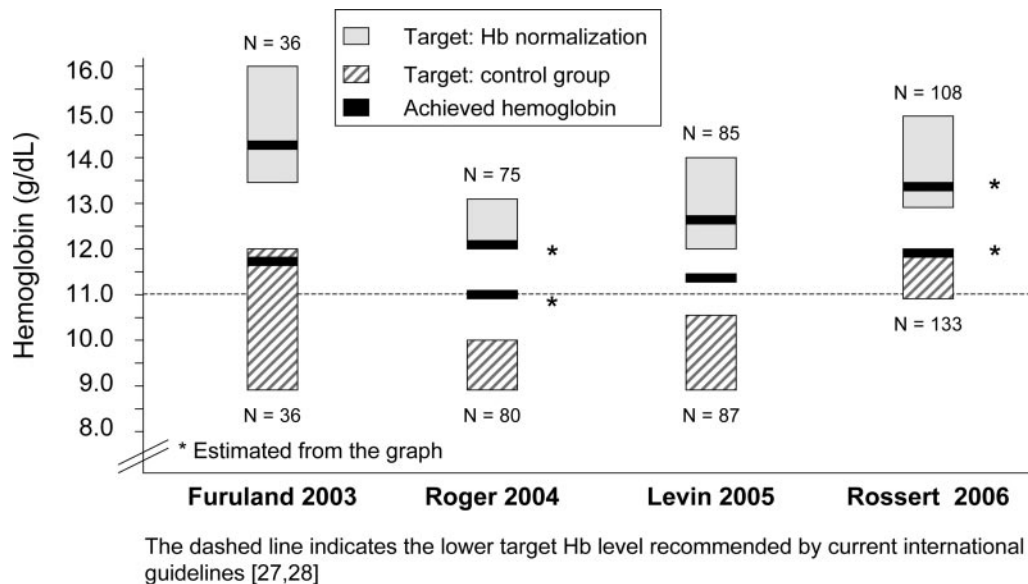 Target: Hb normalization
Target: control group
Achieved hemoglobin
N = 36
N = 75
N = 85
N = 108
Hemoglobin (g/dL)
16.0
15.0
14.0
13.0
12.0
11.0
10.0
9.0
8.0
*
*
*
*
N = 36
N = 80
N = 87
N = 133
* Estimated from the graph
Furuland 2003
Roger 2004
Levin 2005
Rossert 2006
The dashed line indicates the lower target Hb level recommended by current international
guidelines [27,28]